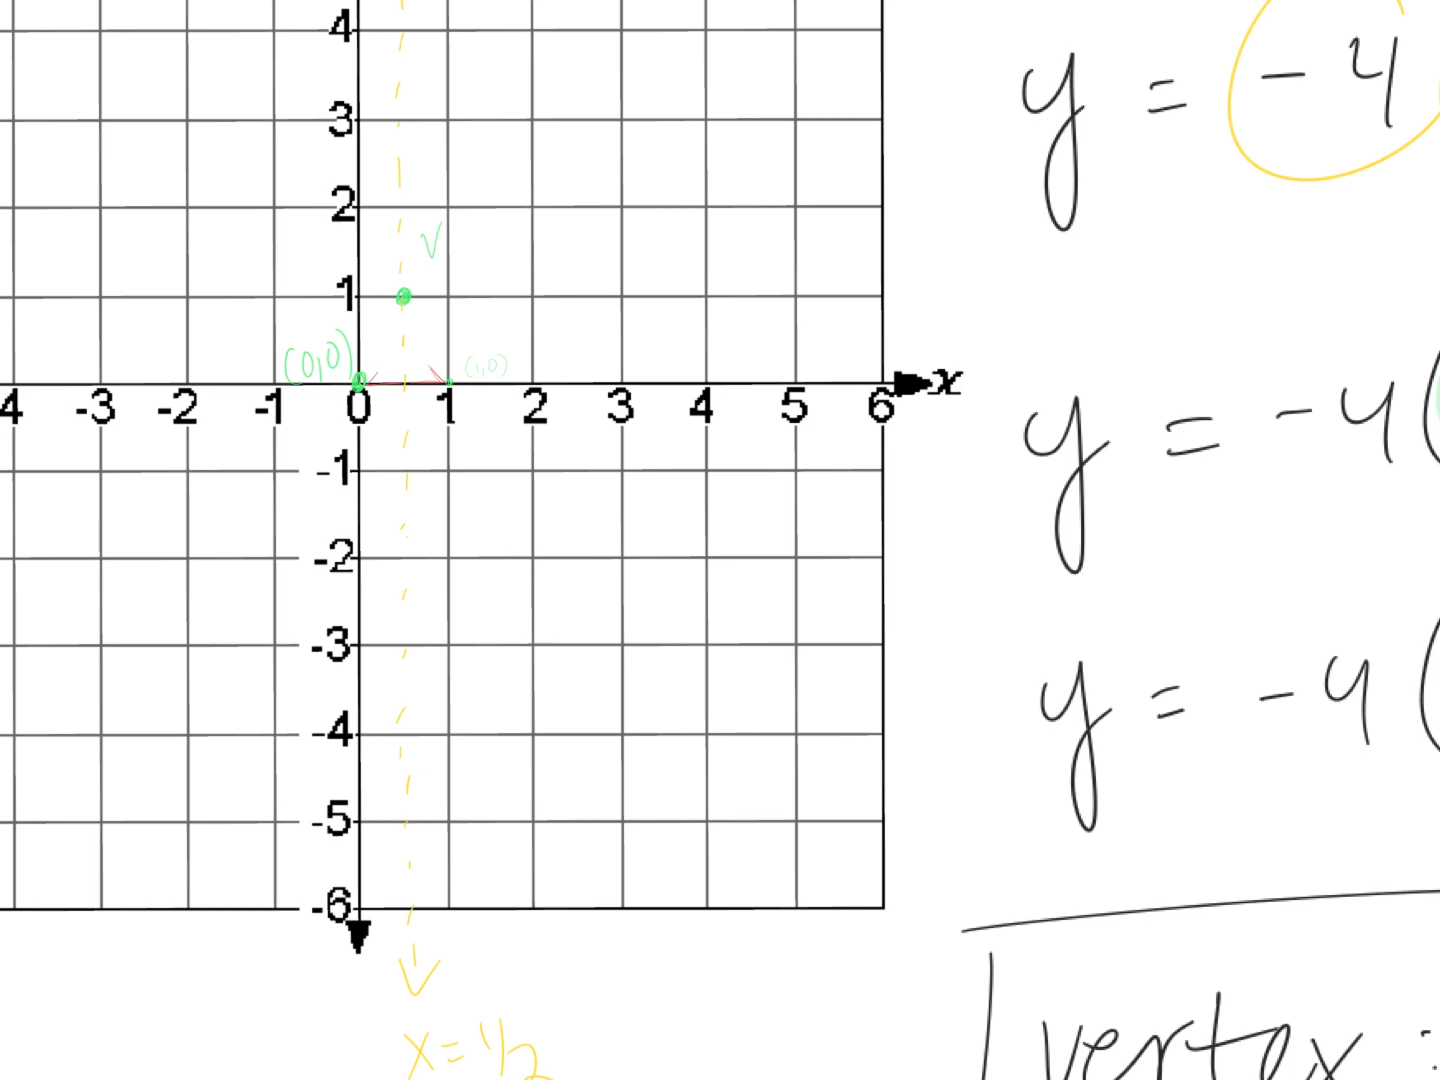 4
3
2
V
1
(0,0)
(1,0)
x
4 -3 -2 -1 0 1 2 3 4 5 6
-1
-2
-3
-4
-5
-6
x = 1/2
y = -4
y = -4(
y = -4(
vertex :